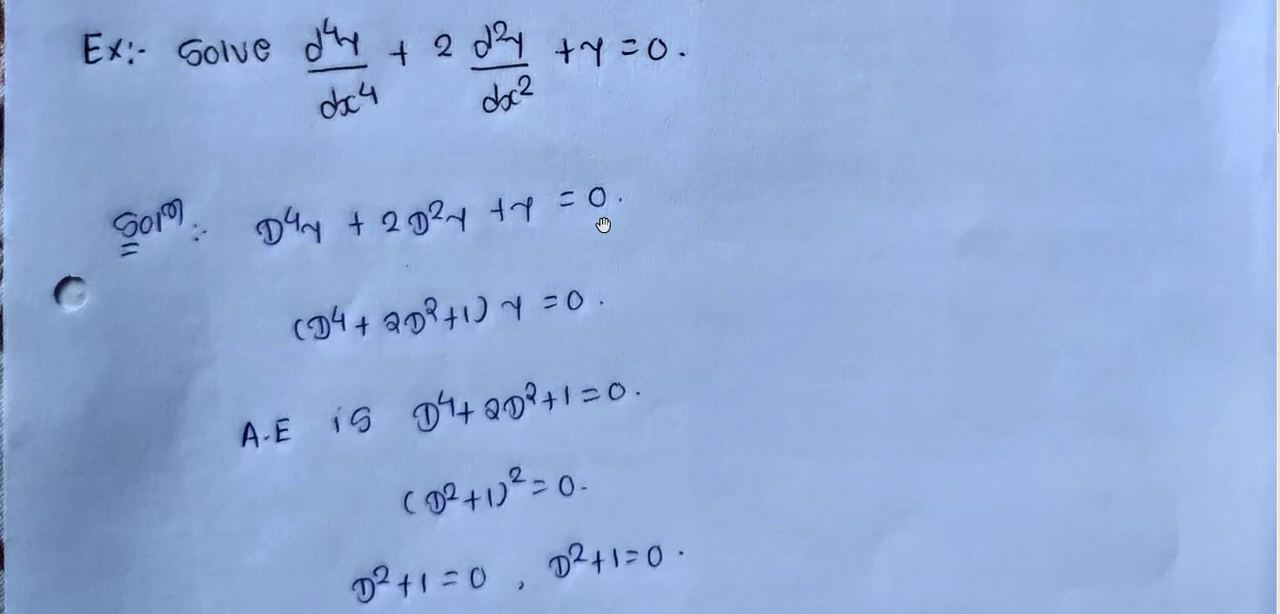 Ex:- Solve d⁴y/dx⁴ + 2 d²y/dx² + y = 0.
Soln:- D⁴y + 2D²y + y = 0.
(D⁴ + 2D² + 1) y = 0.
A.E is D⁴ + 2D² + 1 = 0.
(D² + 1)² = 0.
D² + 1 = 0 , D² + 1 = 0.